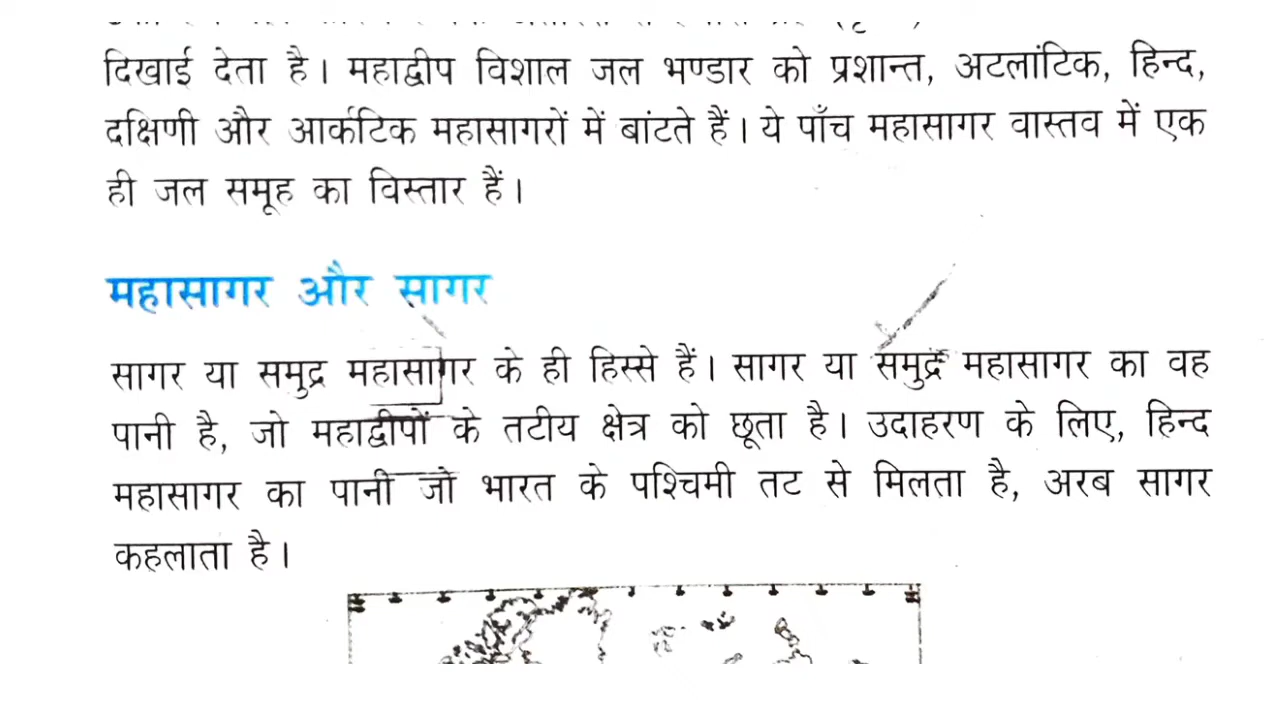 दिखाई देता है। महाद्वीप विशाल जल भण्डार को प्रशान्त, अटलांटिक, हिन्द,
दक्षिणी और आर्कटिक महासागरों में बांटते हैं। ये पाँच महासागर वास्तव में एक
ही जल समूह का विस्तार हैं।
महासागर और सागर
सागर या समुद्र महासागर के ही हिस्से हैं। सागर या समुद्र महासागर का वह
पानी है, जो महाद्वीपों के तटीय क्षेत्र को छूता है। उदाहरण के लिए, हिन्द
महासागर का पानी जो भारत के पश्चिमी तट से मिलता है, अरब सागर
कहलाता है।